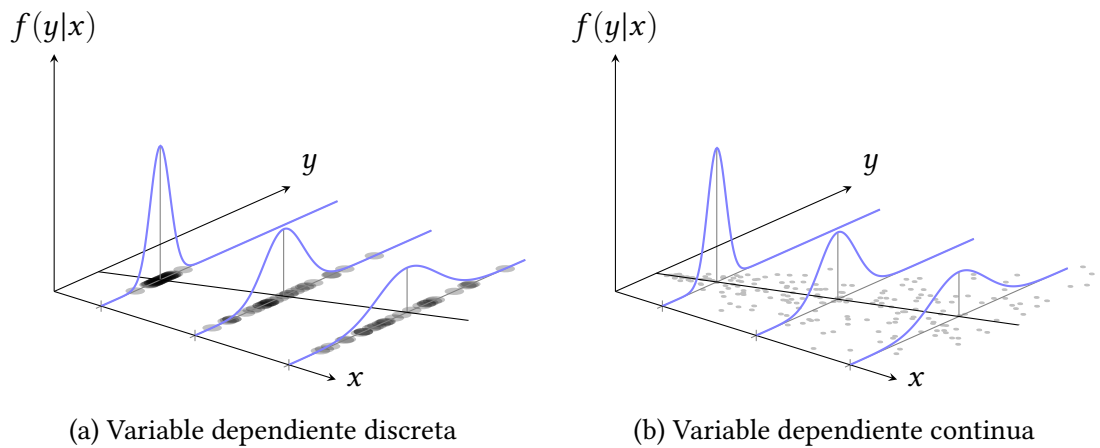 f(y|x)
y
x
(a) Variable dependiente discreta
f(y|x)
y
x
(b) Variable dependiente continua